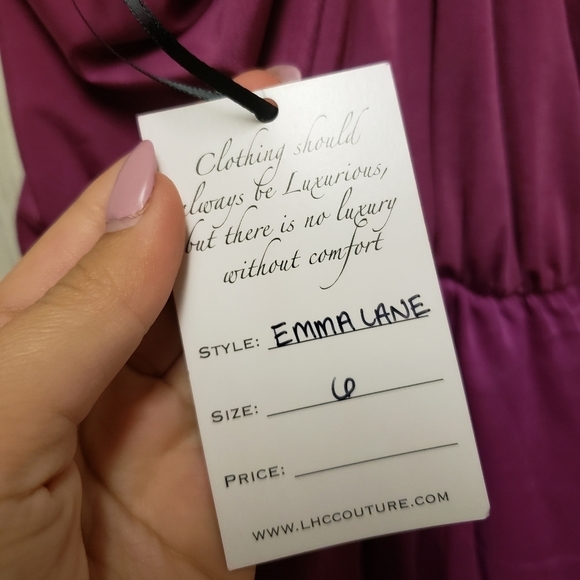 Clothing should
always be Luxurious,
but there is no luxury
without comfort
STYLE: EMMA LANE
SIZE: 6
PRICE:
WWW.LHCCOUTURE.COM